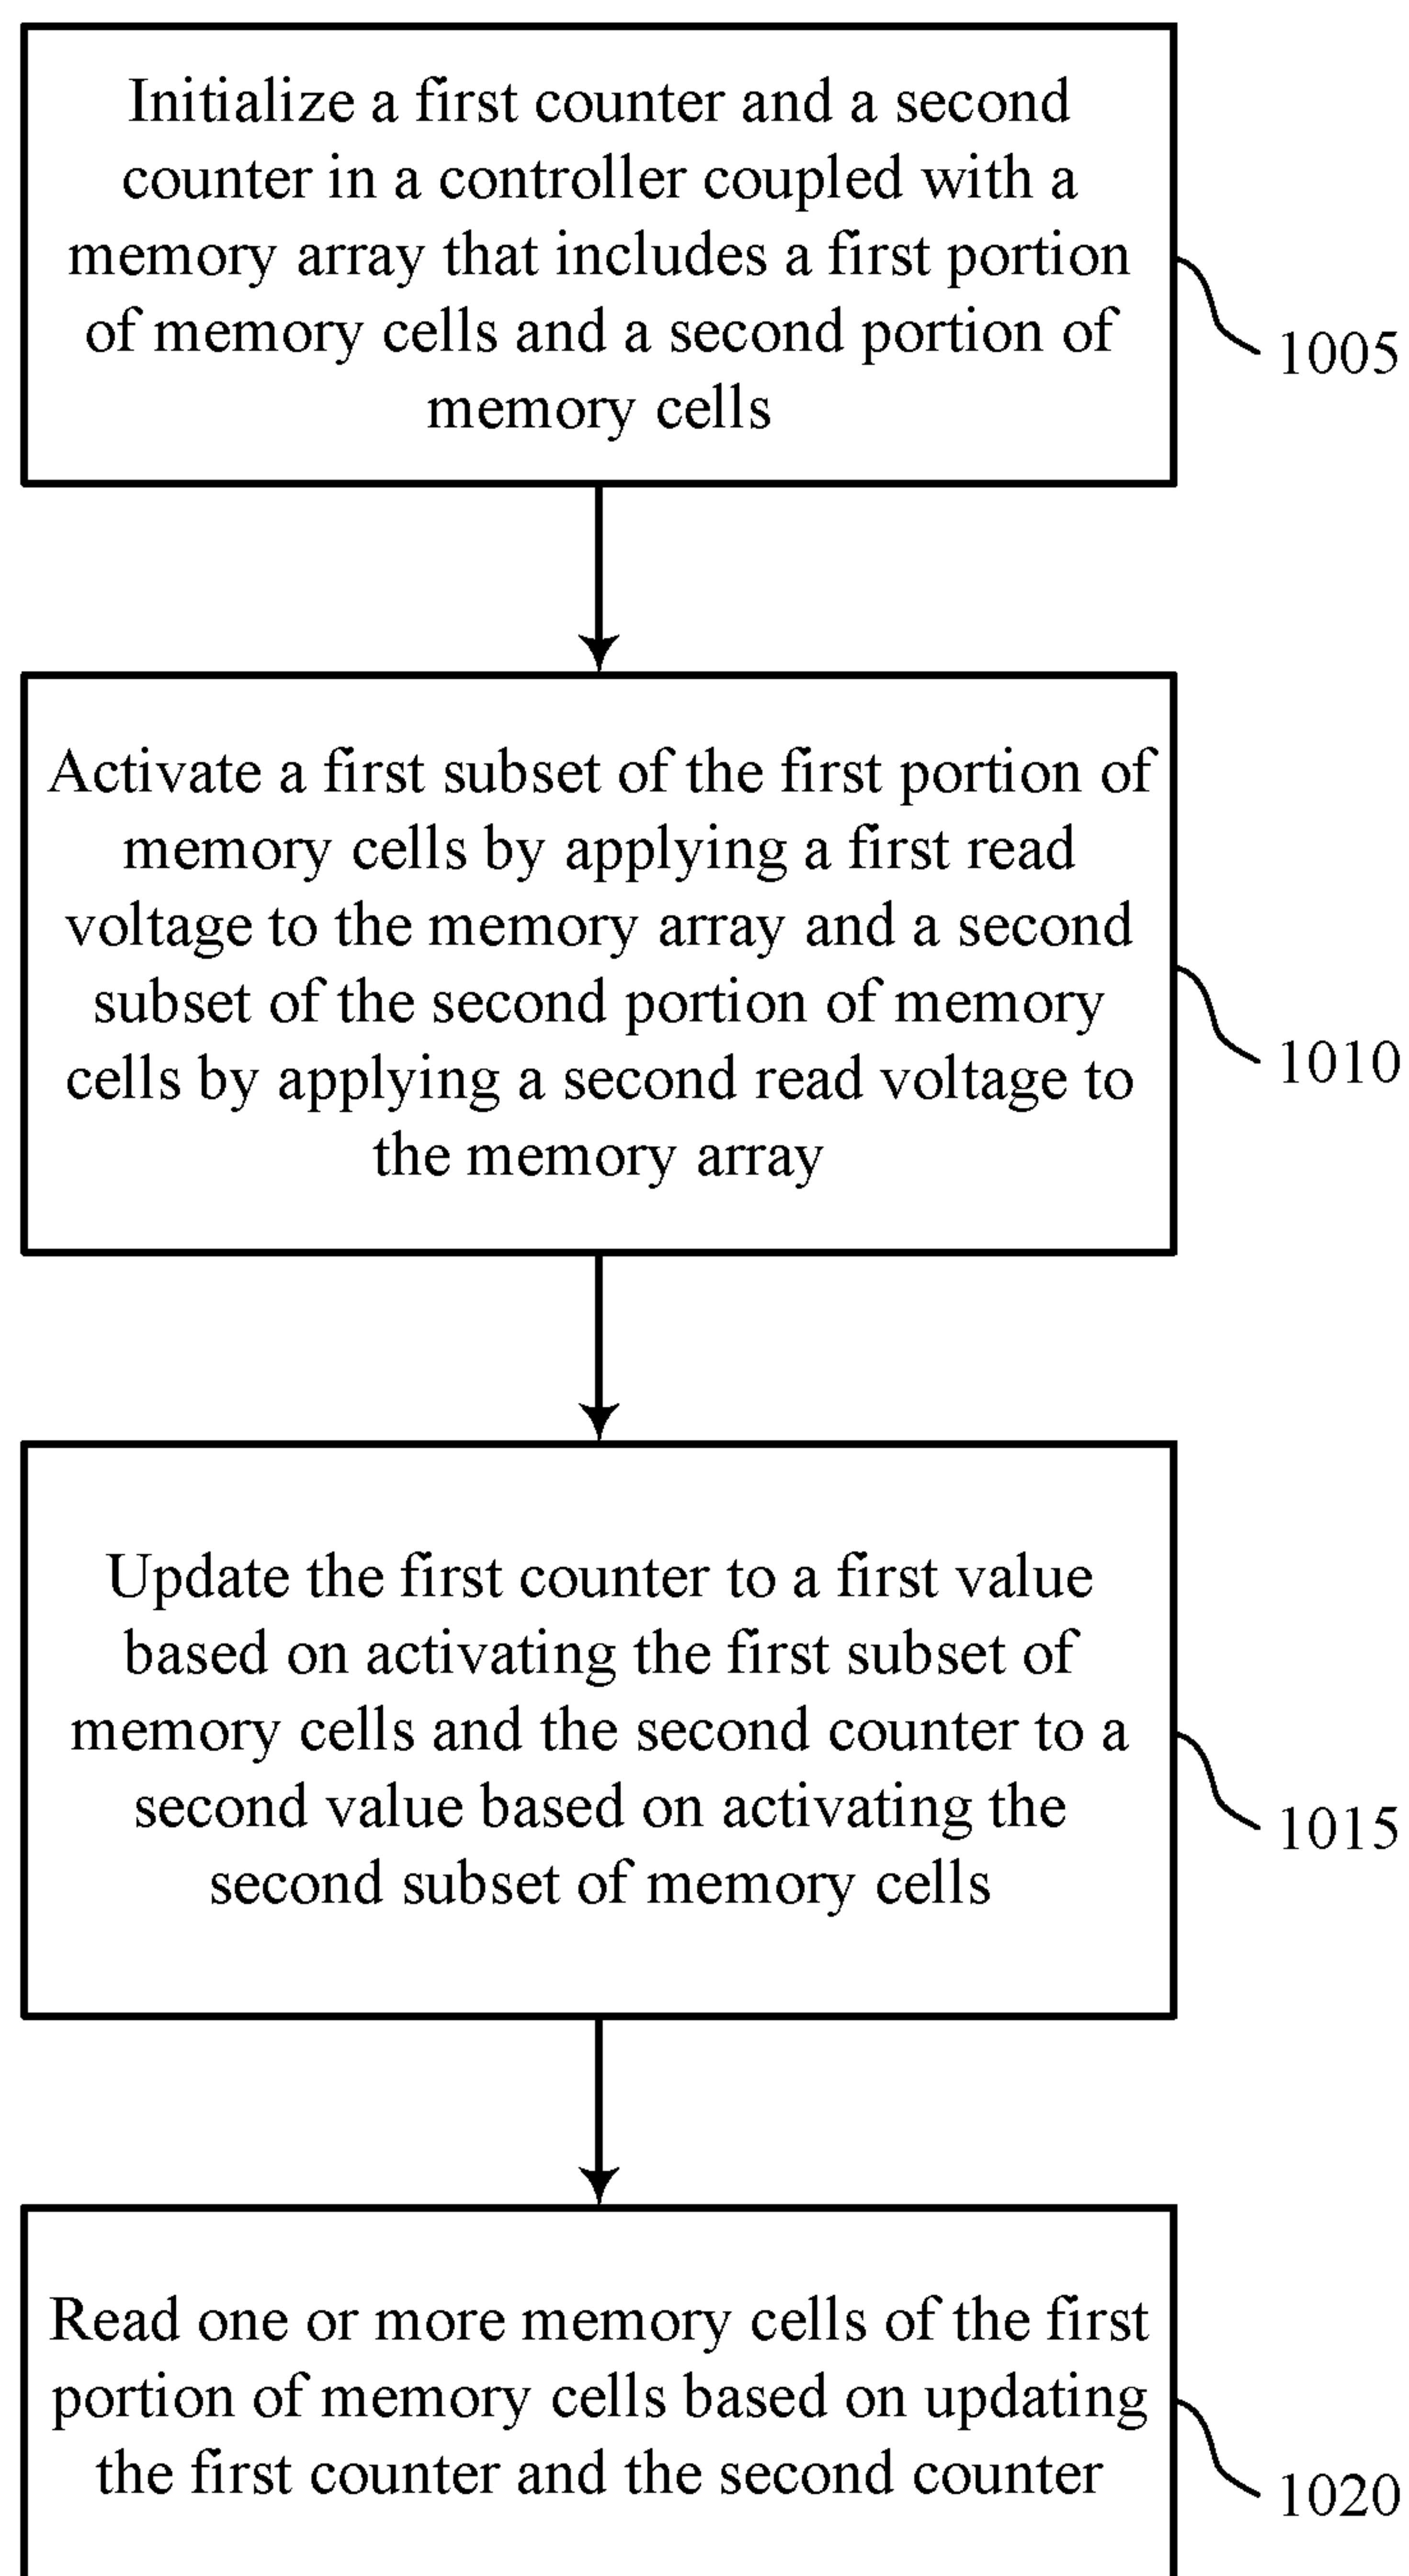 Initialize a first counter and a second
counter in a controller coupled with a
memory array that includes a first portion
of memory cells and a second portion of
memory cells
1005
Activate a first subset of the first portion of
memory cells by applying a first read
voltage to the memory array and a second
subset of the second portion of memory
cells by applying a second read voltage to
the memory array
1010
Update the first counter to a first value
based on activating the first subset of
memory cells and the second counter to a
second value based on activating the
second subset of memory cells
1015
Read one or more memory cells of the first
portion of memory cells based on updating
the first counter and the second counter
1020